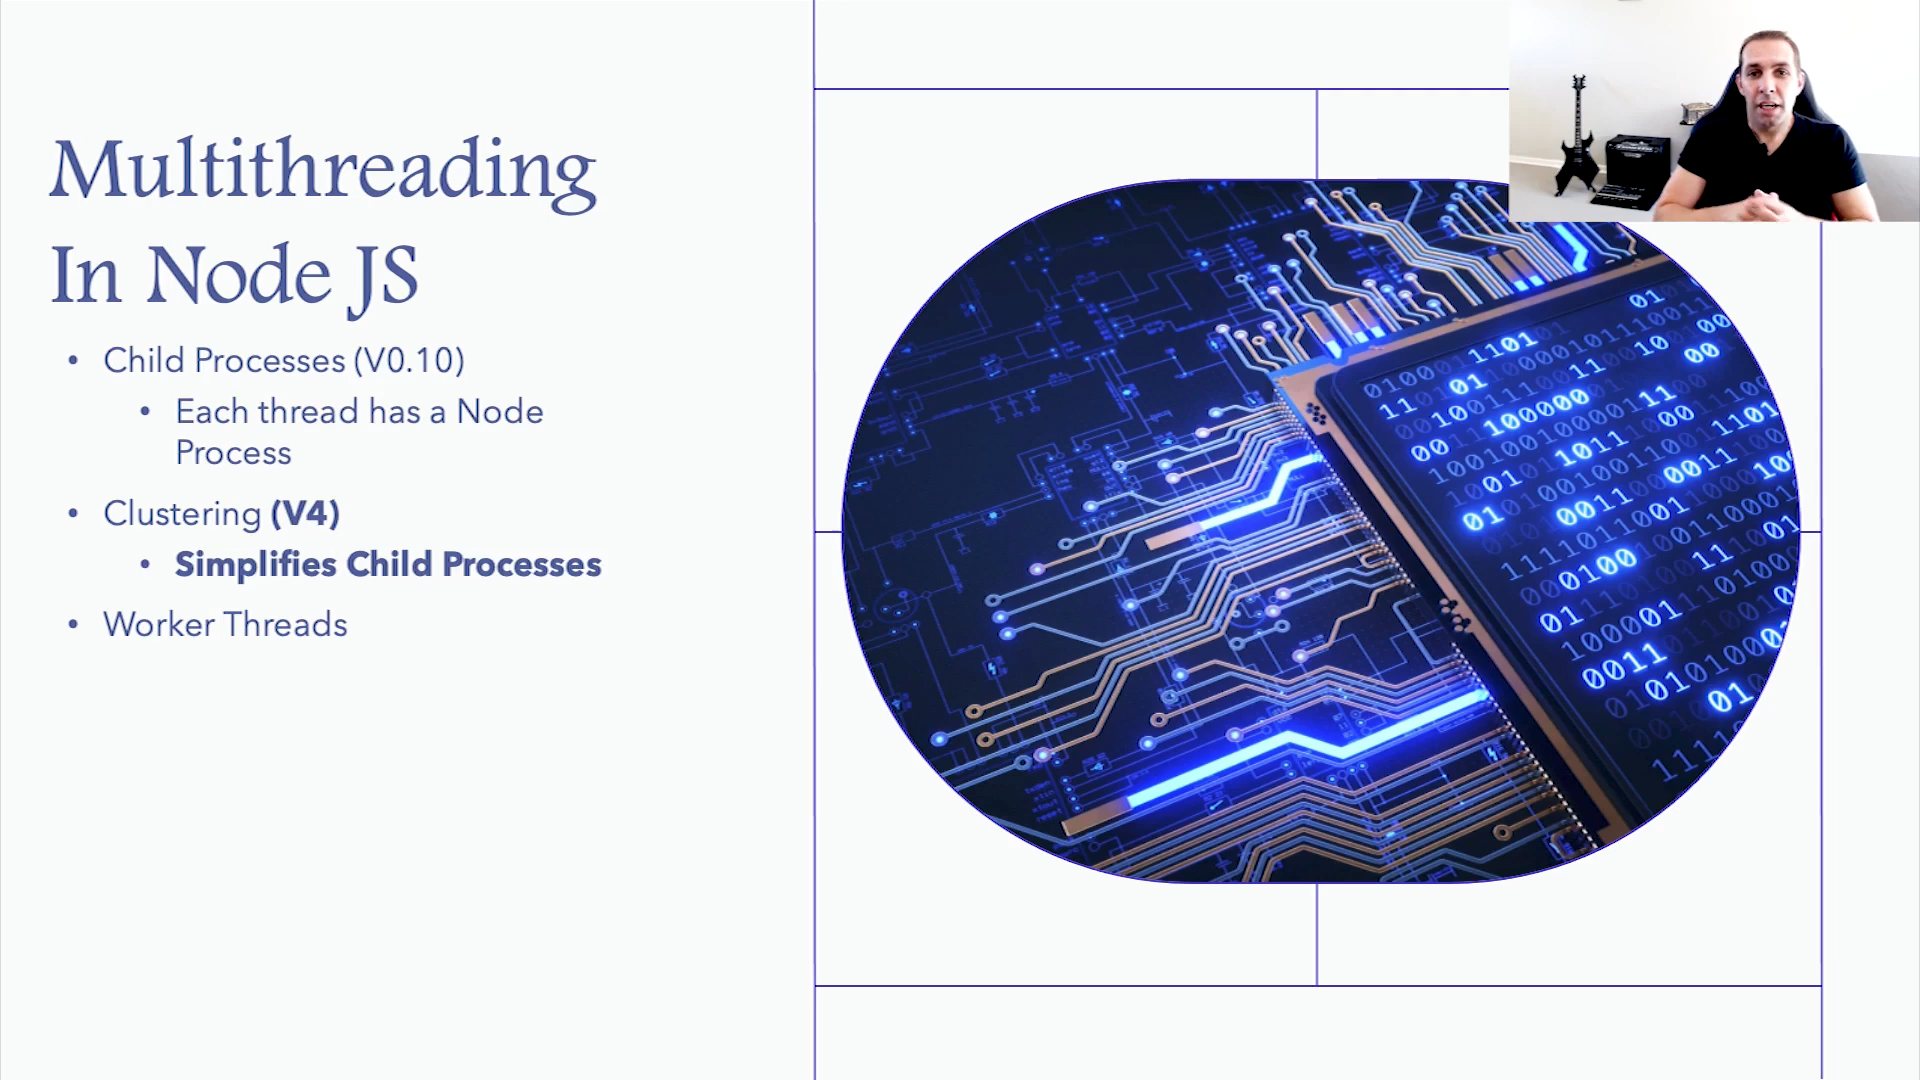 Multithreading
In Node JS
• Child Processes (V0.10)
• Each thread has a Node
Process
• Clustering (V4)
• Simplifies Child Processes
• Worker Threads